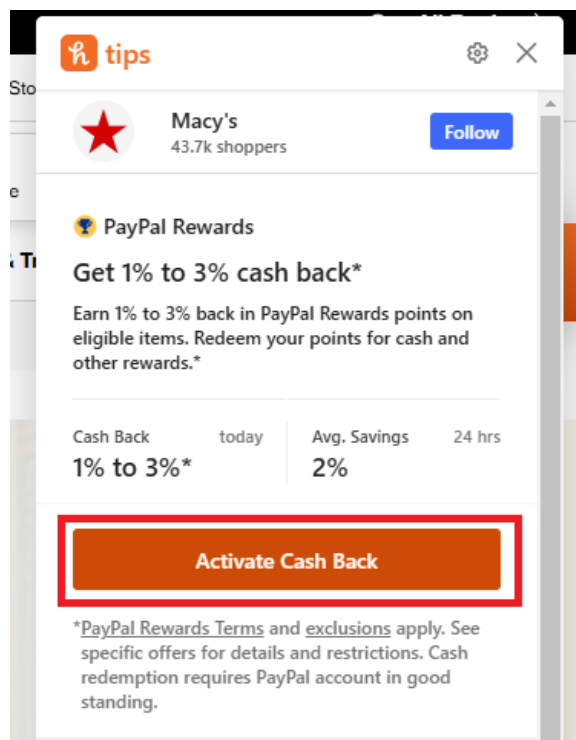 tips
Sto
Macy's
43.7k shoppers
Follow
e
PayPal Rewards
& Tr
Get 1% to 3% cash back*
Earn 1% to 3% back in PayPal Rewards points on
eligible items. Redeem your points for cash and
other rewards.*
Cash Back today Avg. Savings 24 hrs
1% to 3%* 2%
Activate Cash Back
*PayPal Rewards Terms and exclusions apply. See
specific offers for details and restrictions. Cash
redemption requires PayPal account in good
standing.